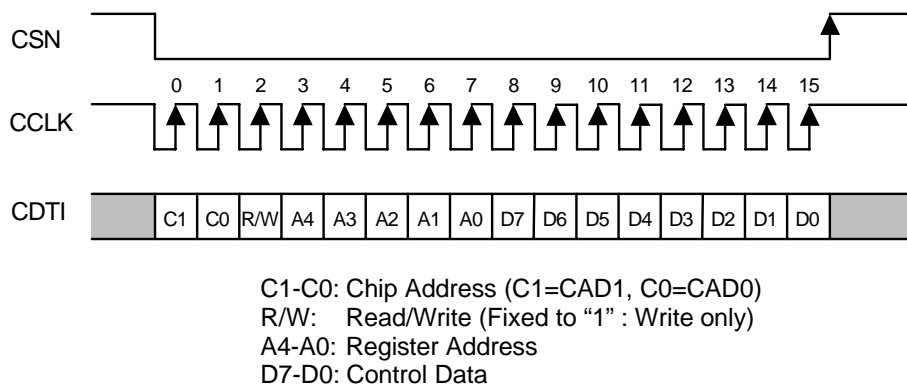 CSN
0 1 2 3 4 5 6 7 8 9 10 11 12 13 14 15
CCLK
CDTI C1 C0 R/W A4 A3 A2 A1 A0 D7 D6 D5 D4 D3 D2 D1 D0
C1-C0: Chip Address (C1=CAD1, C0=CAD0)
R/W: Read/Write (Fixed to “1” : Write only)
A4-A0: Register Address
D7-D0: Control Data